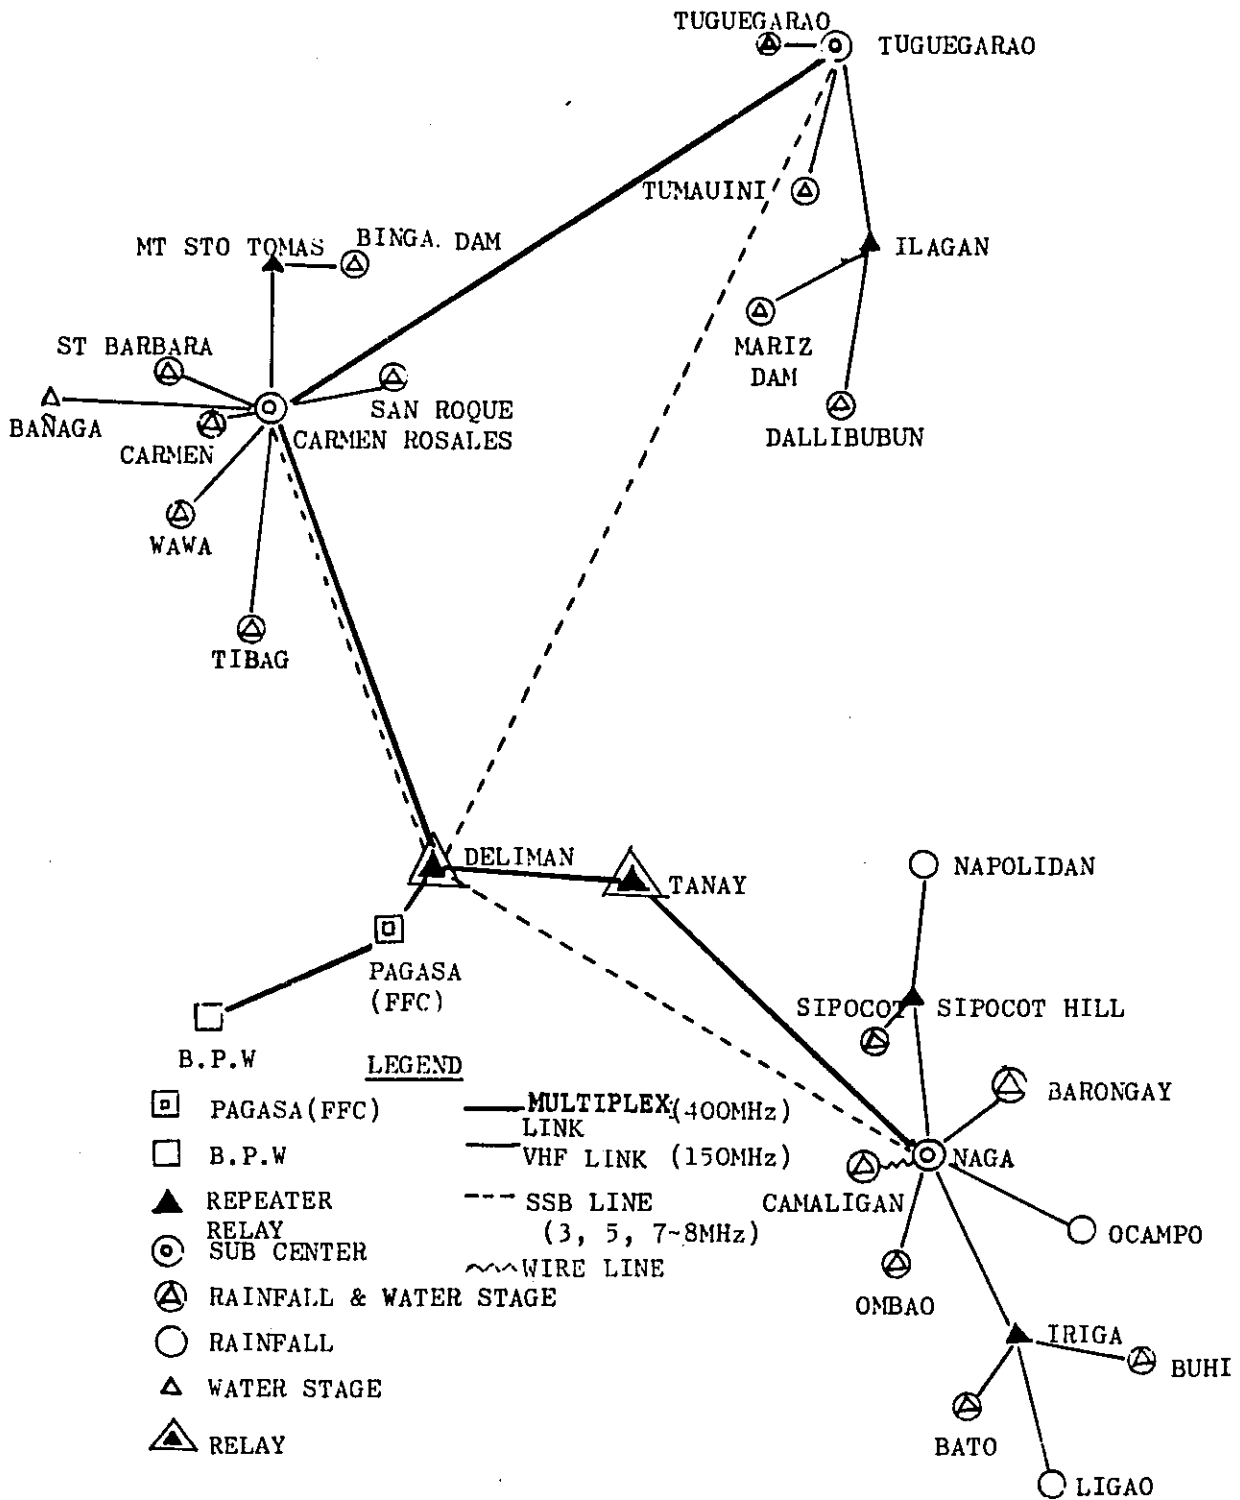 TUGUEGARAO
TUGUEGARAO
TUMAUINI
ILAGAN
MT STO TOMAS
BINGA DAM
MARIZ
DAM
ST BARBARA
BAÑAGA
SAN ROQUE
DALLIBUBUN
CARMEN
CARMEN ROSALES
WAWA
TIBAG
DELIMAN
TANAY
NAPOLIDAN
PAGASA
(FFC)
SIPOCOT
SIPOCOT HILL
B.P.W
BARONGAY
NAGA
CAMALIGAN
OCAMPO
OMBAO
IRIGA
BUHI
BATO
LIGAO
LEGEND
PAGASA(FFC)
B.P.W
REPEATER
RELAY
SUB CENTER
RAINFALL & WATER STAGE
RAINFALL
WATER STAGE
RELAY
MULTIPLEX (400MHz)
LINK
VHF LINK (150MHz)
SSB LINE
(3, 5, 7~8MHz)
WIRE LINE